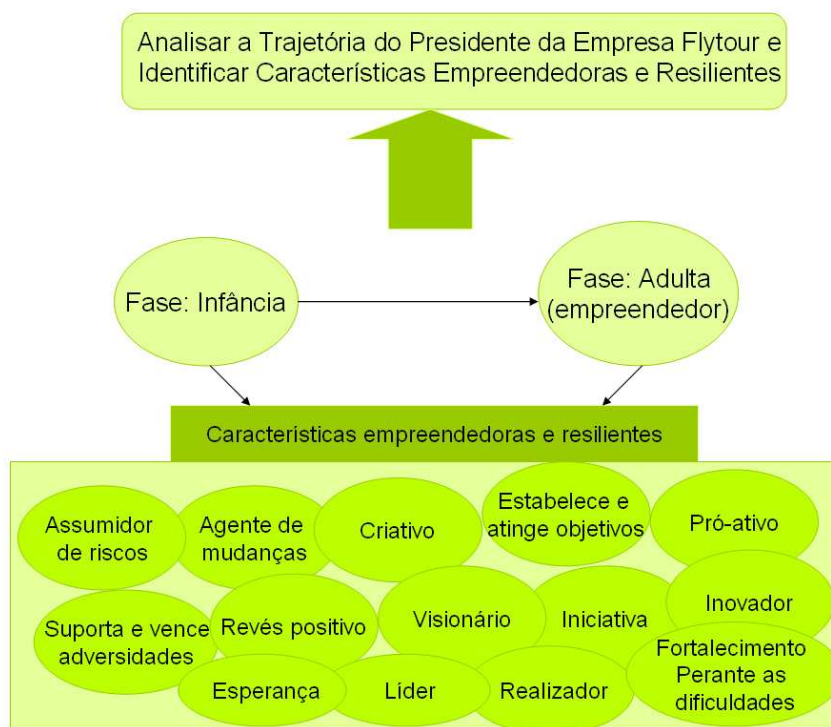 Analisar a Trajetória do Presidente da Empresa Flytour e
Identificar Características Empreendedoras e Resilientes
Fase: Infância
Fase: Adulta
(empreendedor)
Características empreendedoras e resilientes
Assumidor
de riscos
Agente de
mudanças
Criativo
Estabelece e
atinge objetivos
Pró-ativo
Suporta e vence
adversidades
Revés positivo
Visionário
Iniciativa
Inovador
Esperança
Líder
Realizador
Fortalecimento
Perante as
dificuldades